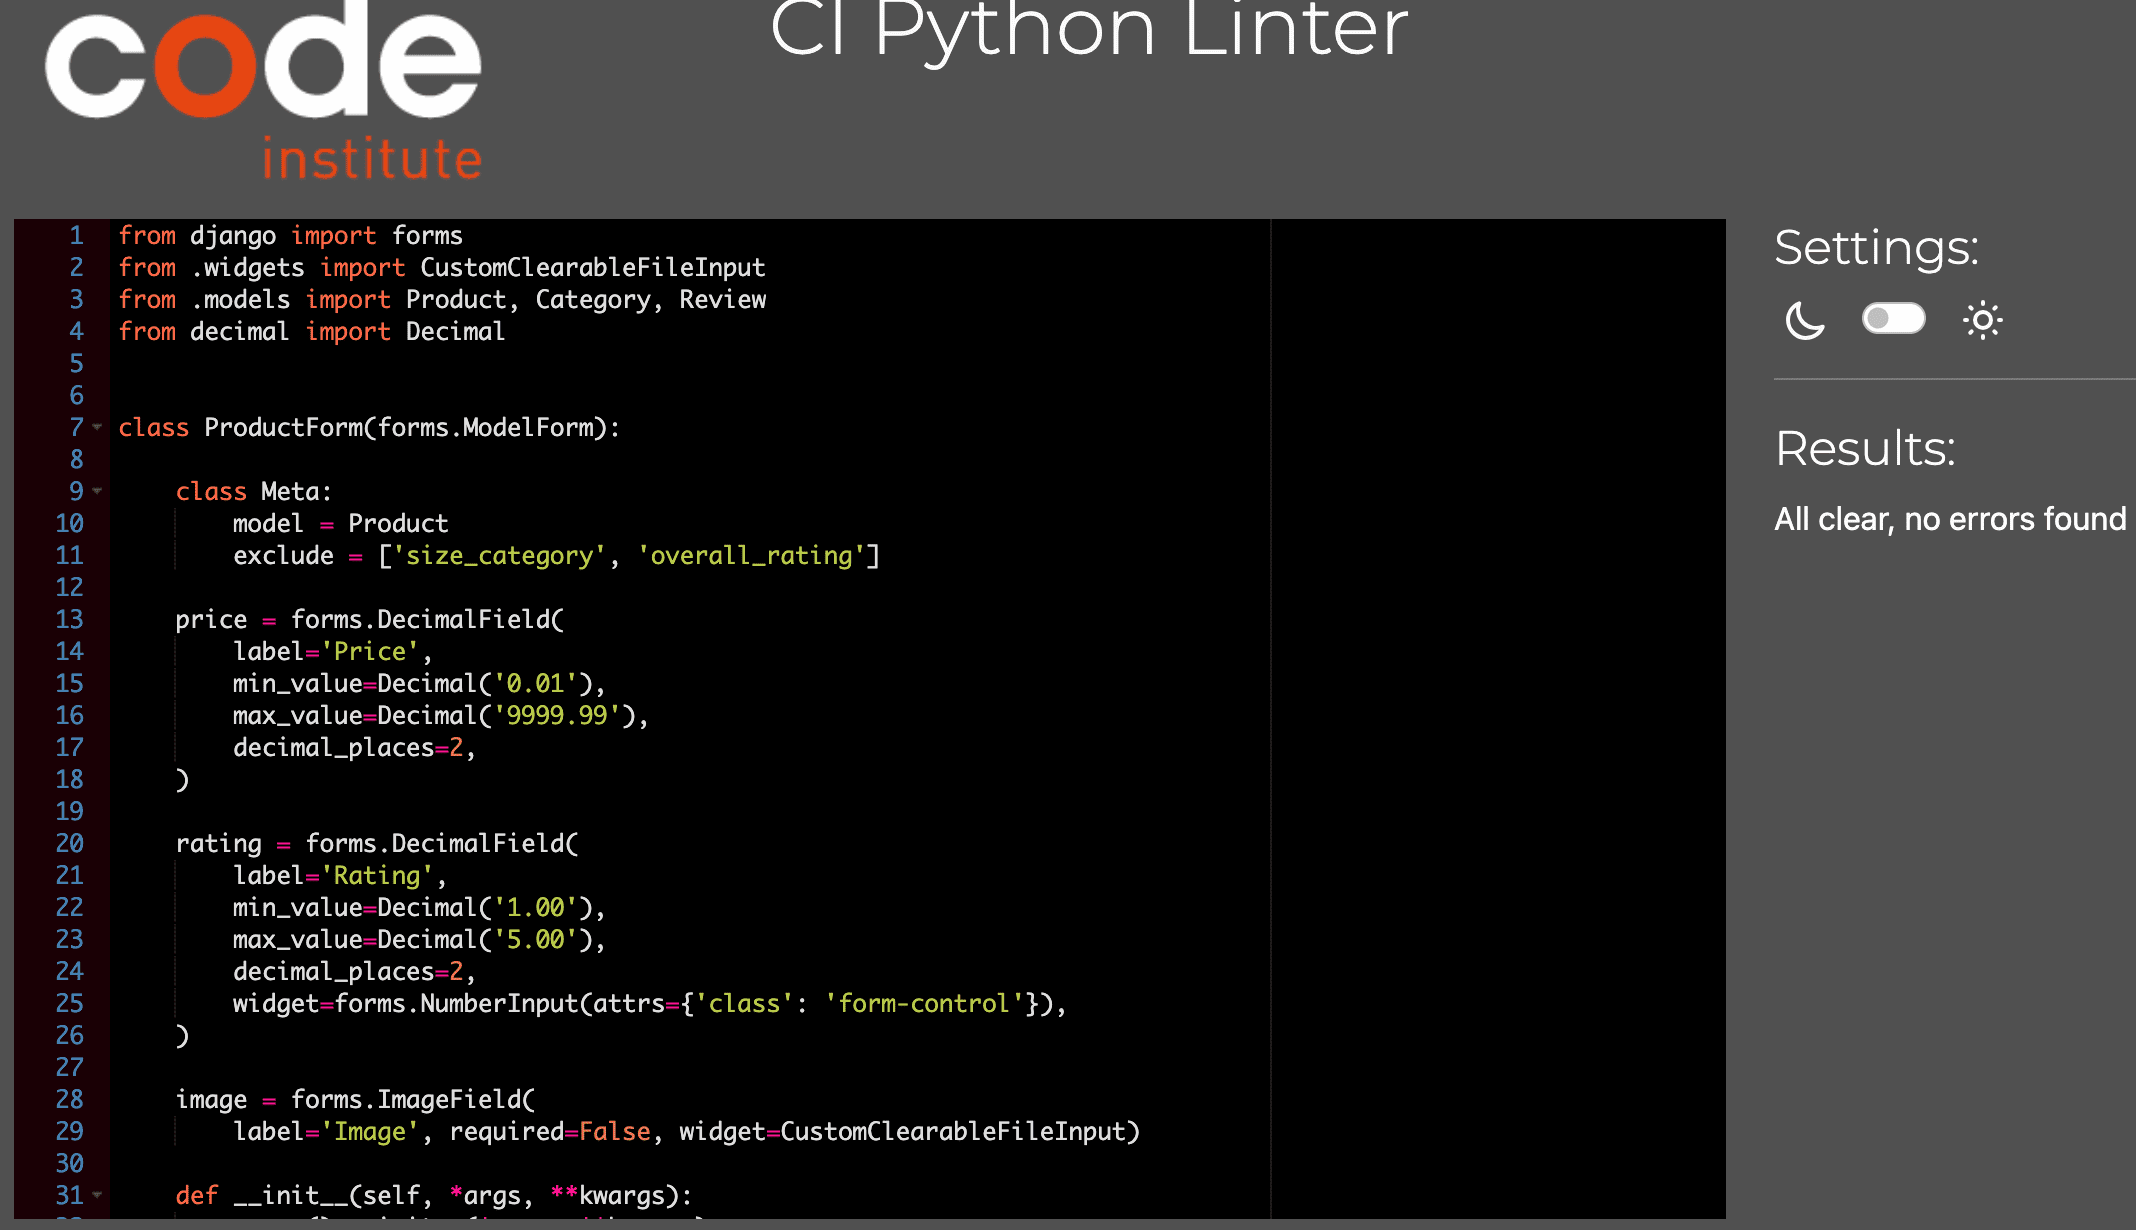 code
institute
CI Python Linter
1 from django import forms
2 from .widgets import CustomClearableFileInput
3 from .models import Product, Category, Review
4 from decimal import Decimal
5
6
7 class ProductForm(forms.ModelForm):
8
9     class Meta:
10         model = Product
11         exclude = ['size_category', 'overall_rating']
12
13     price = forms.DecimalField(
14         label='Price',
15         min_value=Decimal('0.01'),
16         max_value=Decimal('9999.99'),
17         decimal_places=2,
18     )
19
20     rating = forms.DecimalField(
21         label='Rating',
22         min_value=Decimal('1.00'),
23         max_value=Decimal('5.00'),
24         decimal_places=2,
25         widget=forms.NumberInput(attrs={'class': 'form-control'}),
26     )
27
28     image = forms.ImageField(
29         label='Image', required=False, widget=CustomClearableFileInput)
30
31     def __init__(self, *args, **kwargs):
Settings:
Results:
All clear, no errors found